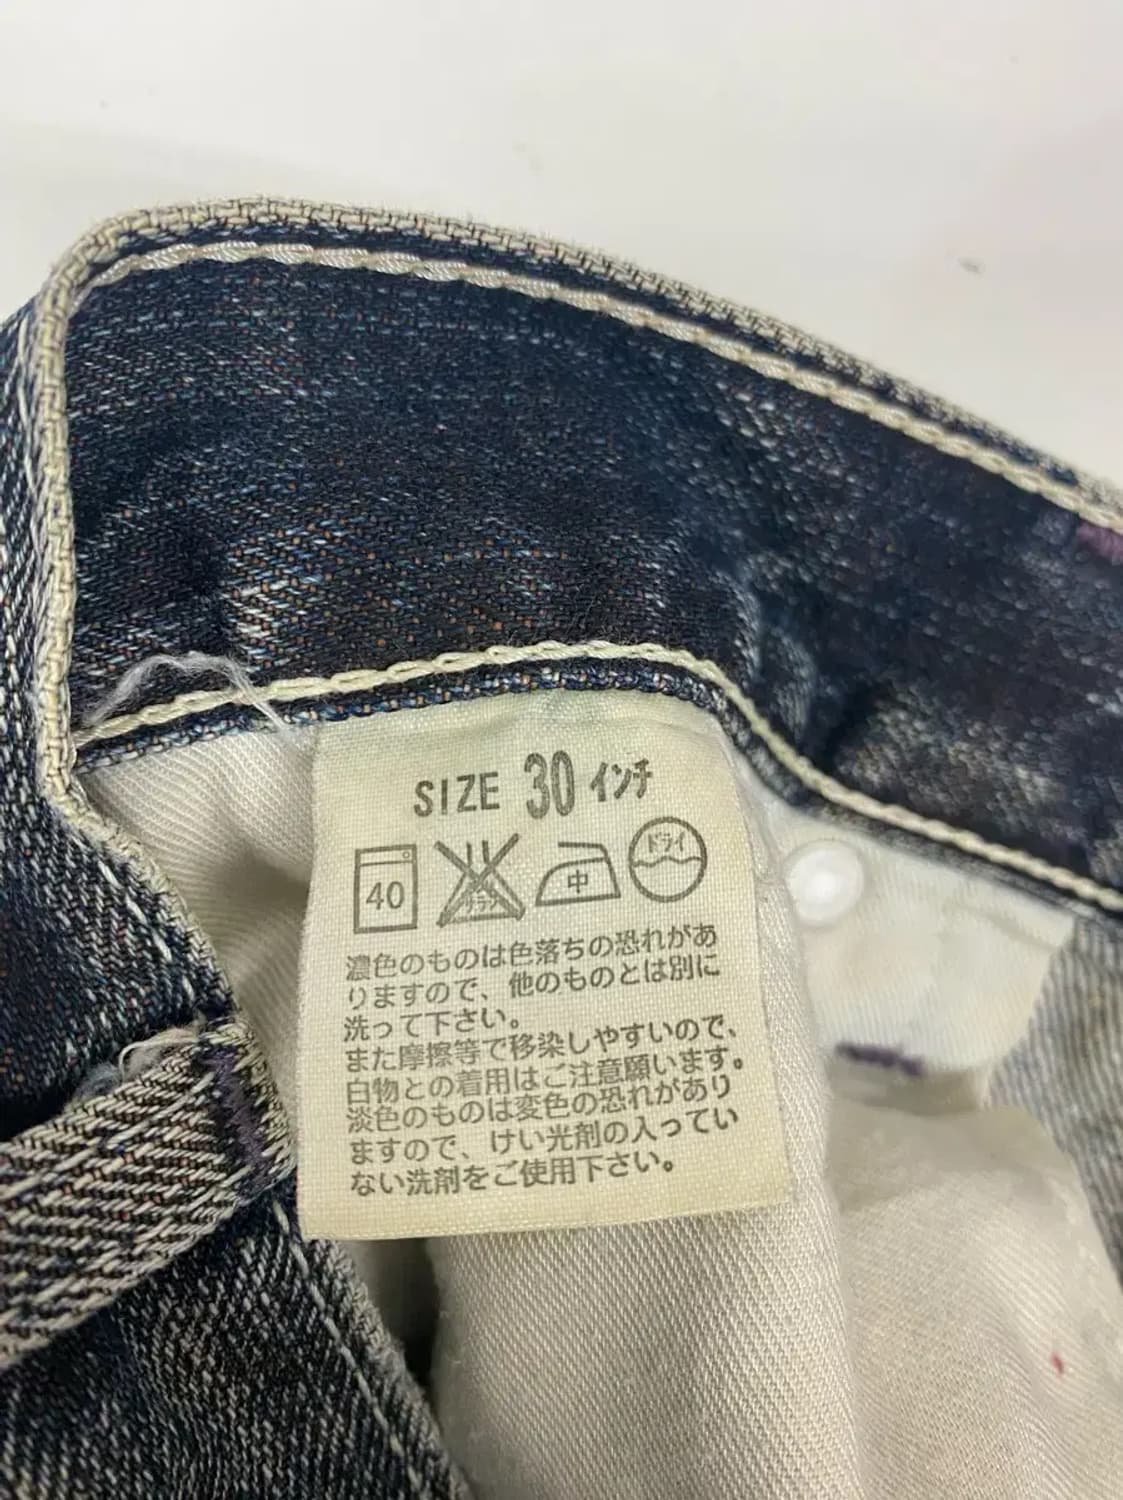 SIZE 30 インチ
40 中 ドライ
濃色のものは色落ちの恐れがあ
りますので、他のものとは別に
洗って下さい。
また摩擦等で移染しやすいので、
白物との着用はご注意願います。
淡色のものは変色の恐れがあり
ますので、けい光剤の入ってい
ない洗剤をご使用下さい。